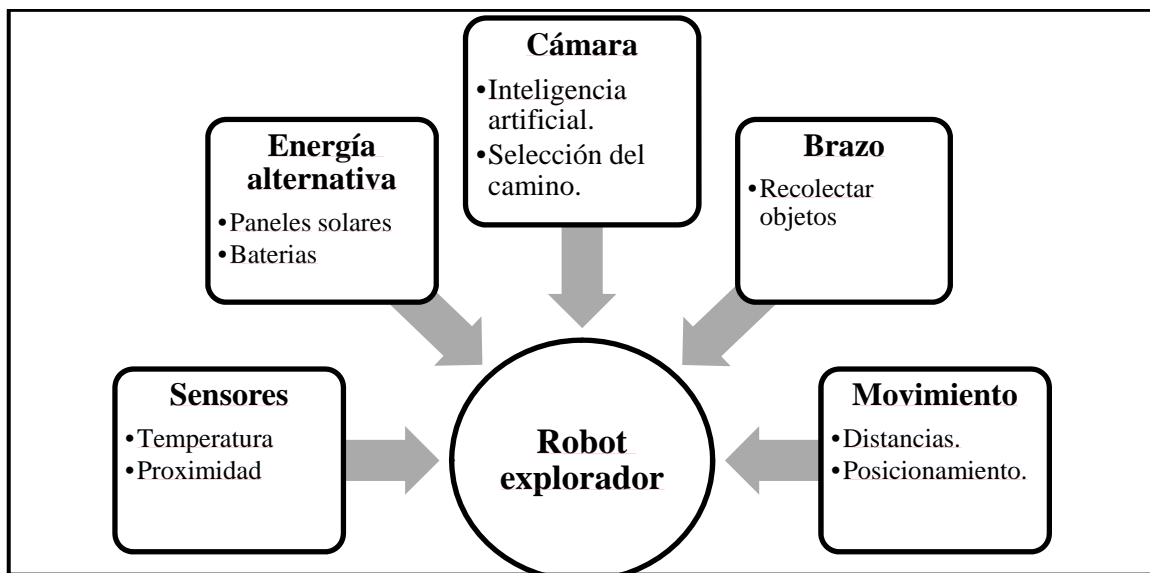 Cámara
•Inteligencia
artificial.
•Selección del
camino.
Energía
alternativa
•Paneles solares
•Baterias
Brazo
•Recolectar
objetos
Sensores
•Temperatura
•Proximidad
Robot
explorador
Movimiento
•Distancias.
•Posicionamiento.